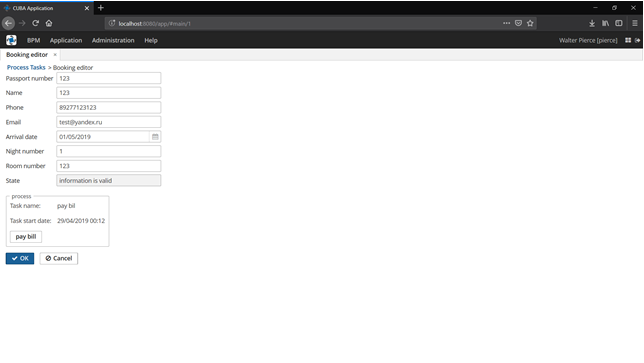 CUBA Application
localhost:8080/app/#main/1
BPM Application Administration Help Walter Pierce [pierce]
Booking editor
Process Tasks > Booking editor
Passport number 123
Name 123
Phone 89277123123
Email test@yandex.ru
Arrival date 01/05/2019
Night number 1
Room number 123
State information is valid
process
Task name: pay bil
Task start date: 29/04/2019 00:12
pay bill
OK Cancel